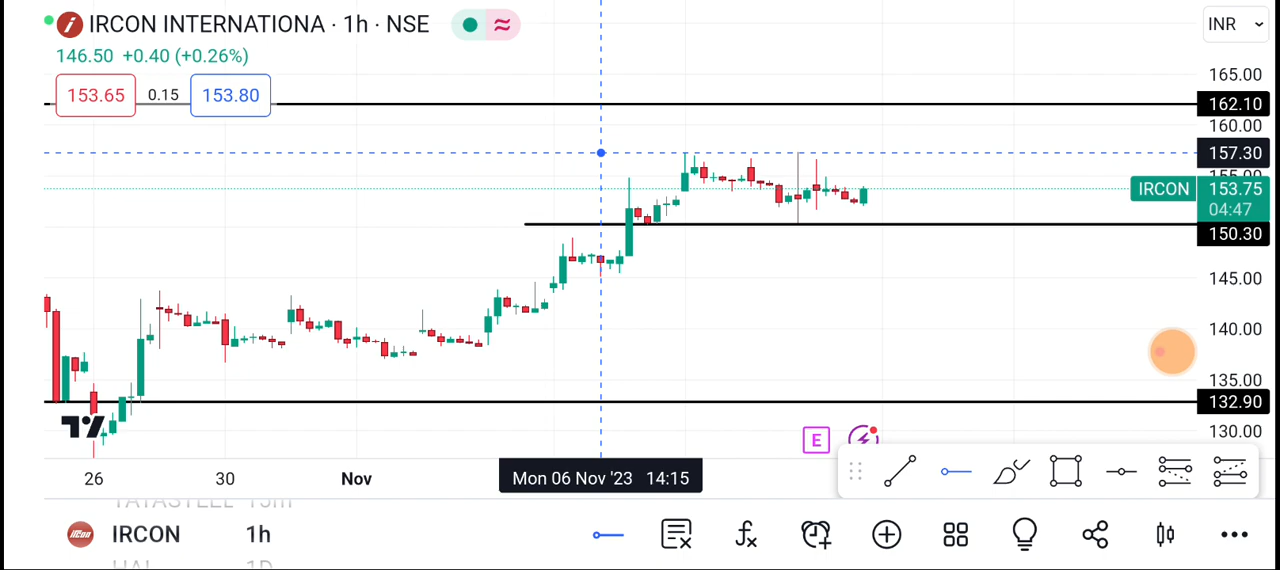 IRCON INTERNATIONA · 1h · NSE
INR
146.50 +0.40 (+0.26%)
153.65 0.15 153.80
165.00
162.10
160.00
157.30
155.00
IRCON 153.75
04:47
150.30
145.00
140.00
135.00
132.90
130.00
E
26 30 Nov Mon 06 Nov '23 14:15
TATASTEEL 15m
IRCON 1h
HAL 1D